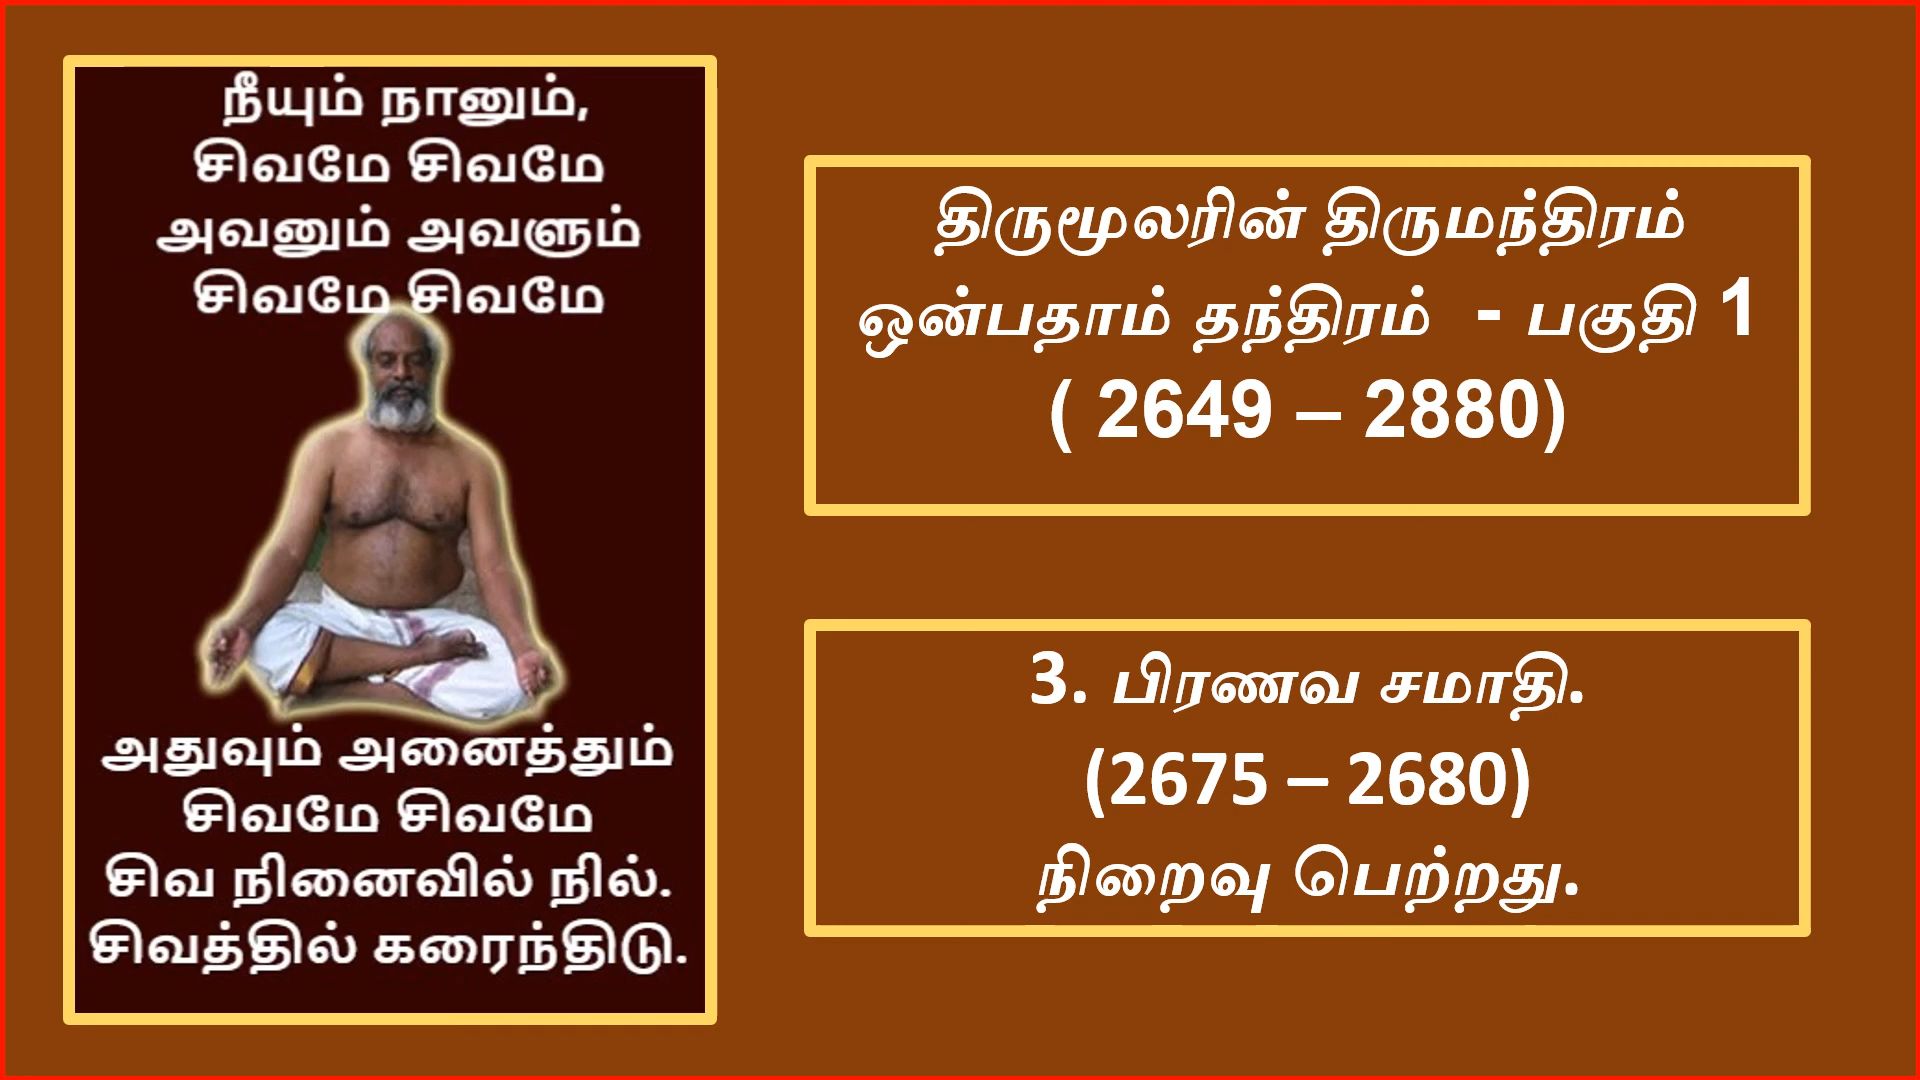 நீயும் நானும்,
சிவமே சிவமே
அவனும் அவளும்
சிவமே சிவமே
அதுவும் அனைத்தும்
சிவமே சிவமே
சிவ நினைவில் நில்.
சிவத்தில் கரைந்திடு.
திருமூலரின் திருமந்திரம்
ஒன்பதாம் தந்திரம் - பகுதி 1
( 2649 – 2880)
3. பிரணவ சமாதி.
(2675 – 2680)
நிறைவு பெற்றது.